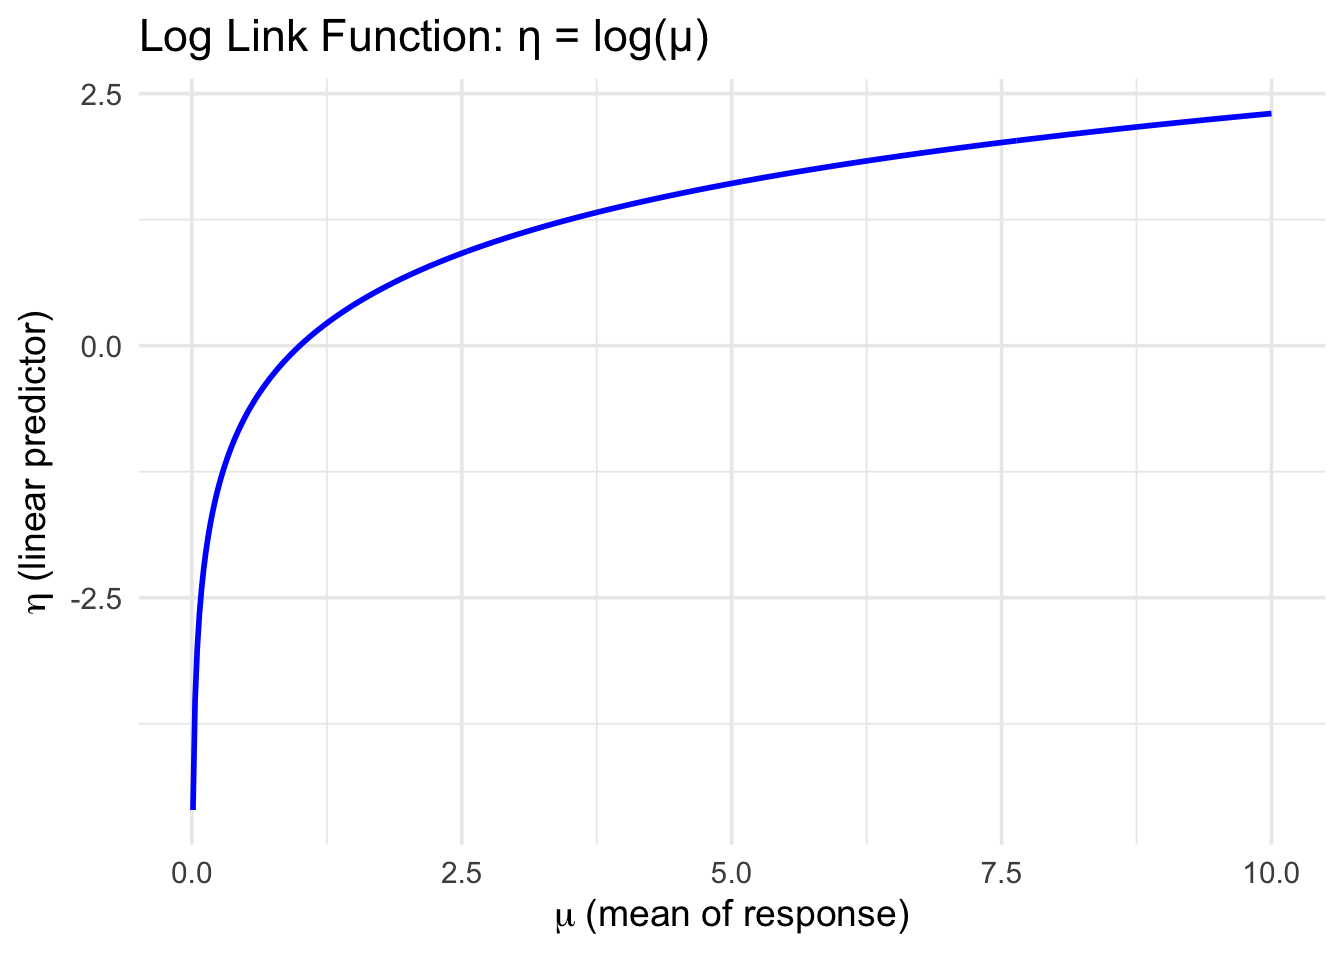 Log Link Function: η = log(μ)
2.5
0.0
-2.5
η (linear predictor)
0.0 2.5 5.0 7.5 10.0
μ (mean of response)